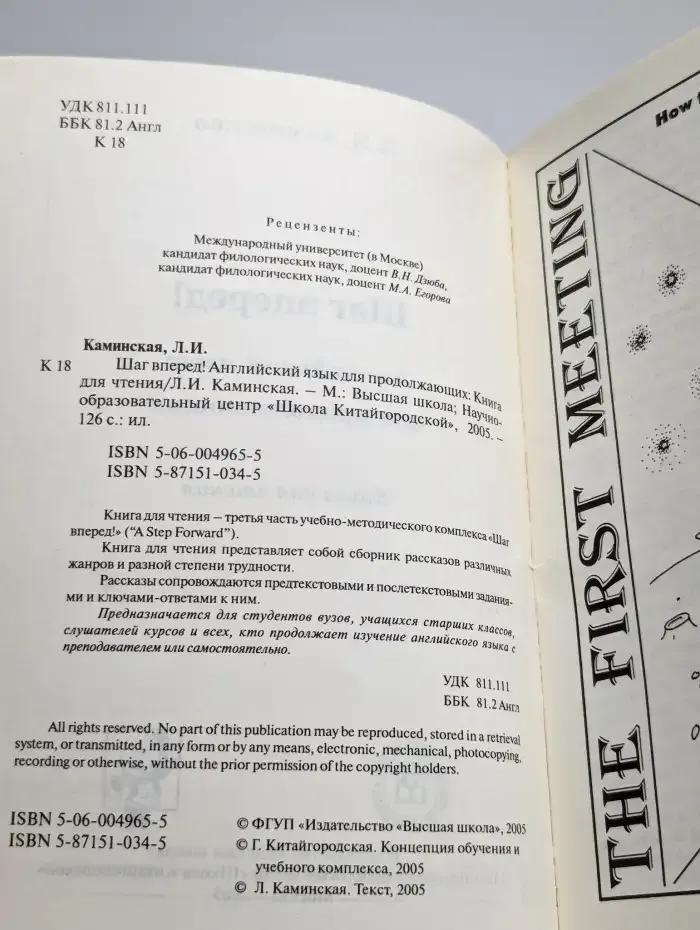 УДК 811.111
ББК 81.2 Англ
К 18
Рецензенты:
Международный университет (в Москве)
кандидат филологических наук, доцент В.Н. Дзюба,
кандидат филологических наук, доцент М.А. Егорова
Каминская, Л.И.
К 18 Шаг вперед! Английский язык для продолжающих: Книга
для чтения/Л.И. Каминская. – М.: Высшая школа; Научно-
образовательный центр «Школа Китайгородской», 2005. –
126 с.: ил.
ISBN 5-06-004965-5
ISBN 5-87151-034-5
Книга для чтения – третья часть учебно-методического комплекса «Шаг
вперед!» (“A Step Forward”).
Книга для чтения представляет собой сборник рассказов различных
жанров и разной степени трудности.
Рассказы сопровождаются предтекстовыми и послетекстовыми задания-
ми и ключами-ответами к ним.
Предназначается для студентов вузов, учащихся старших классов,
слушателей курсов и всех, кто продолжает изучение английского языка с
преподавателем или самостоятельно.
УДК 811.111
ББК 81.2 Англ
All rights reserved. No part of this publication may be reproduced, stored in a retrieval
system, or transmitted, in any form or by any means, electronic, mechanical, photocopying,
recording or otherwise, without the prior permission of the copyright holders.
ISBN 5-06-004965-5
ISBN 5-87151-034-5
© ФГУП «Издательство «Высшая школа», 2005
© Г. Китайгородская. Концепция обучения и
учебного комплекса, 2005
© Л. Каминская. Текст, 2005
How
THE FIRST MEETING